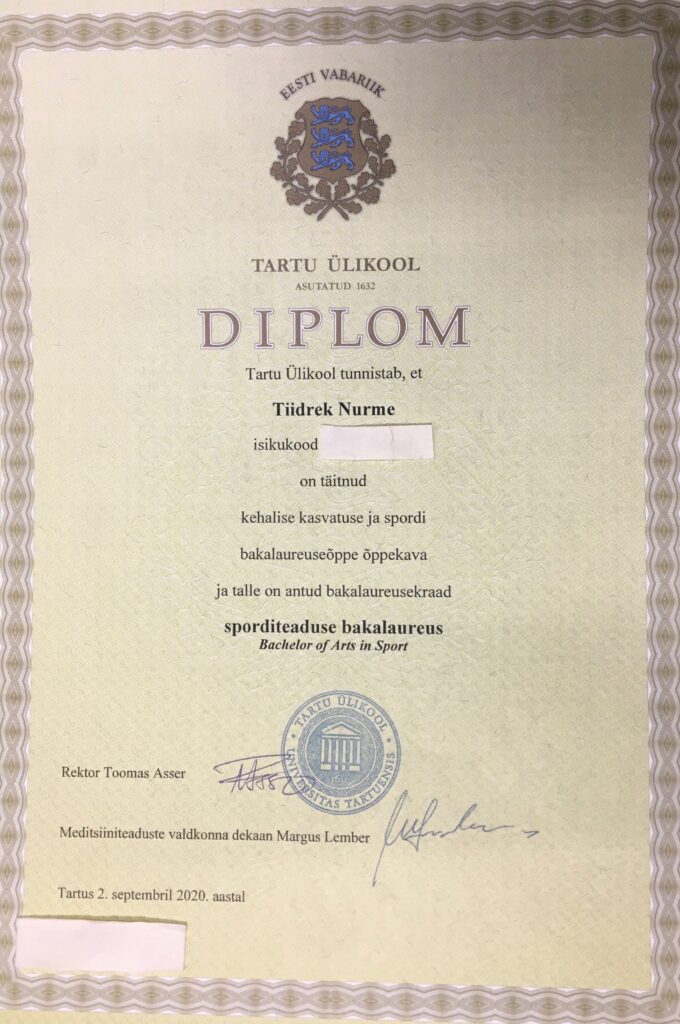 EESTI VABARIIK
TARTU ÜLIKOOL
ASUTATUD 1632
DIPLOM
Tartu Ülikool tunnistab, et
Tiidrek Nurme
isikukood
on täitnud
kehalise kasvatuse ja spordi
bakalaureuseõppe õppekava
ja talle on antud bakalaureusekraad
sporditeaduse bakalaureus
Bachelor of Arts in Sport
TARTU ÜLIKOOL
UNIVERSITAS TARTUENSIS
1632
Rektor Toomas Asser
Meditsiiniteaduste valdkonna dekaan Margus Lember
Tartus 2. septembril 2020. aastal